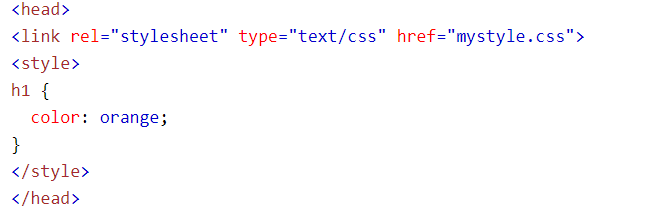 <head>
<link rel="stylesheet" type="text/css" href="mystyle.css">
<style>
h1 {
  color: orange;
}
</style>
</head>